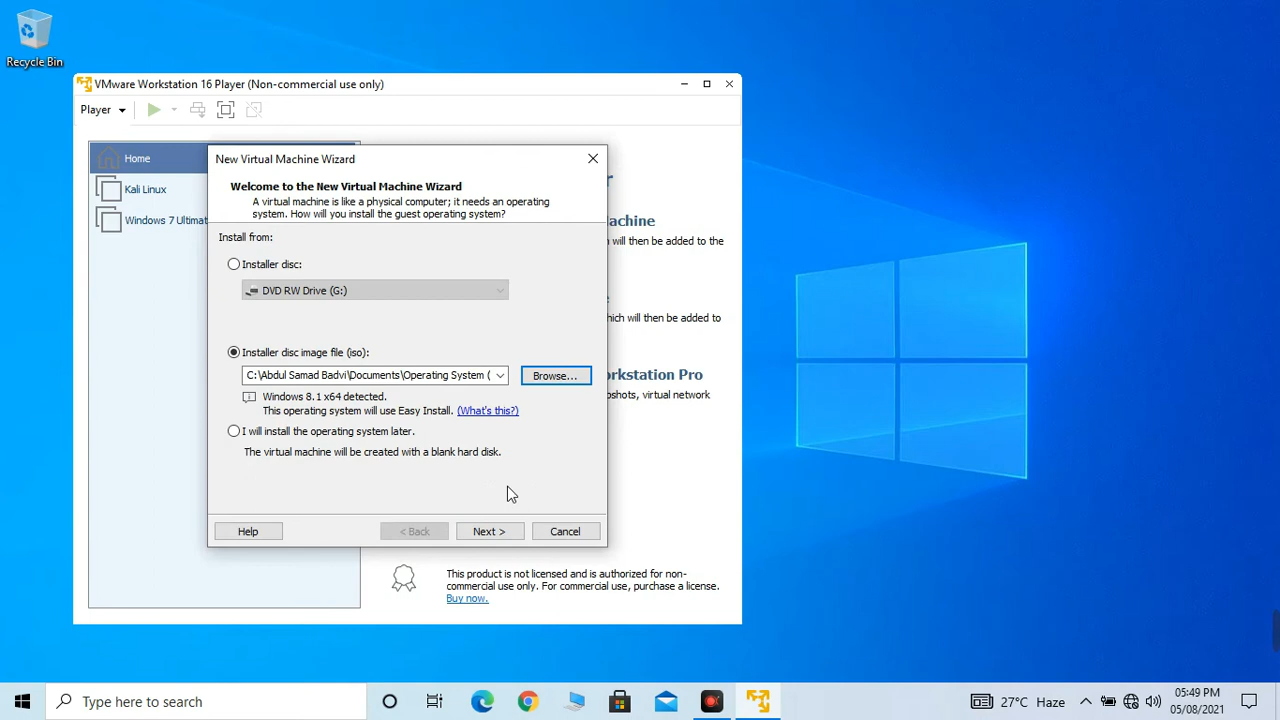 Recycle Bin
VMware Workstation 16 Player (Non-commercial use only)
Player
Home
Kali Linux
Windows 7 Ultimat
New Virtual Machine Wizard
Welcome to the New Virtual Machine Wizard
A virtual machine is like a physical computer; it needs an operating
system. How will you install the guest operating system?
Install from:
Installer disc:
DVD RW Drive (G:)
Installer disc image file (iso):
C:\Abdul Samad Badvi\Documents\Operating System (
Browse...
Windows 8.1 x64 detected.
This operating system will use Easy Install. (What's this?)
I will install the operating system later.
The virtual machine will be created with a blank hard disk.
Help
< Back
Next >
Cancel
achine
will then be added to the
which will then be added to
rkstation Pro
pshots, virtual network
This product is not licensed and is authorized for non-
commercial use only. For commercial use, purchase a license.
Buy now.
Type here to search
27°C Haze
05:49 PM
05/08/2021